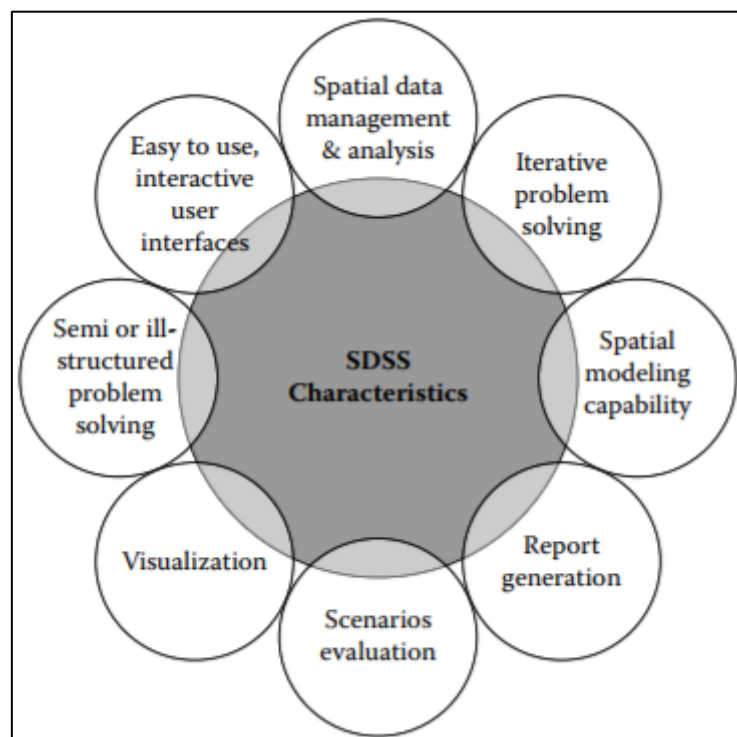 Spatial data
management
& analysis
Iterative
problem
solving
Spatial
modeling
capability
Report
generation
Scenarios
evaluation
Visualization
Semi or ill-
structured
problem
solving
Easy to use,
interactive
user
interfaces
SDSS
Characteristics